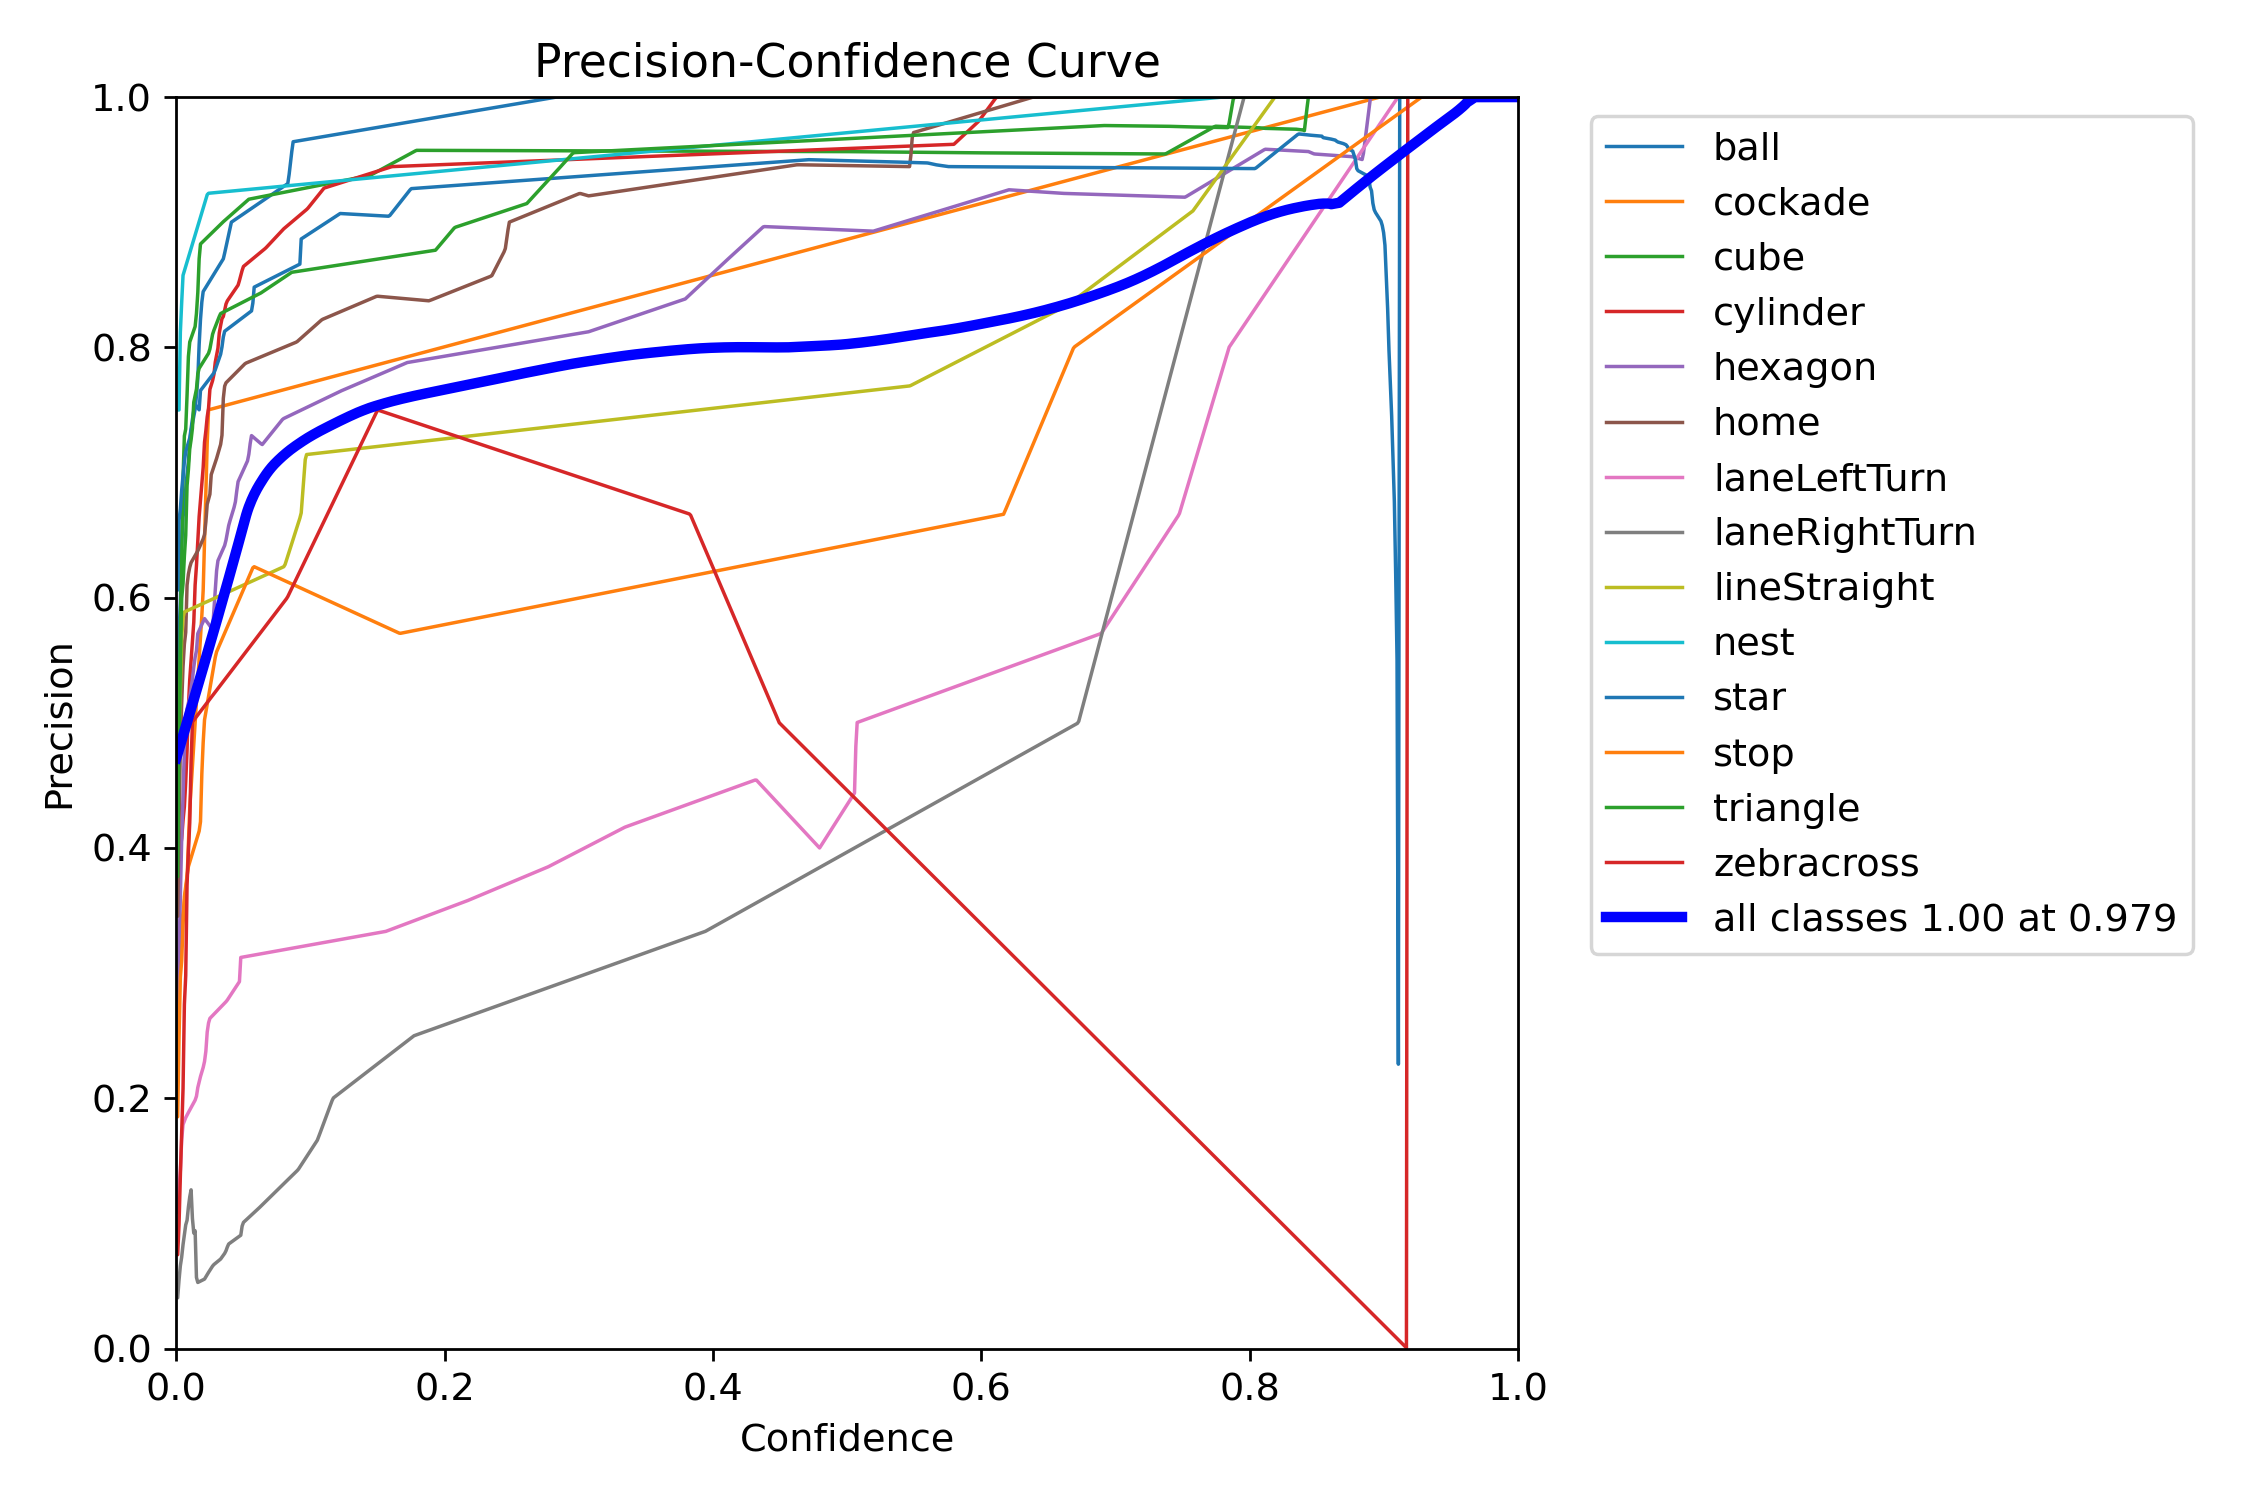 Precision-Confidence Curve
1.0
0.8
0.6
0.4
0.2
0.0
Precision
0.0 0.2 0.4 0.6 0.8 1.0
Confidence
ball
cockade
cube
cylinder
hexagon
home
laneLeftTurn
laneRightTurn
lineStraight
nest
star
stop
triangle
zebracross
all classes 1.00 at 0.979